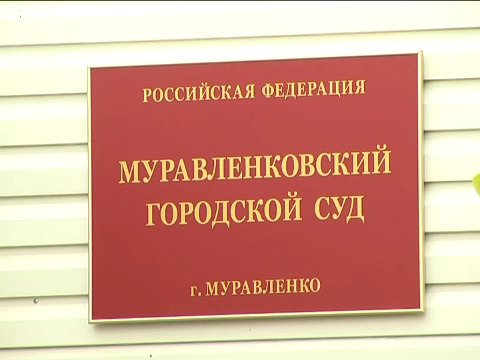 РОССИЙСКАЯ ФЕДЕРАЦИЯ
МУРАВЛЕНКОВСКИЙ
ГОРОДСКОЙ СУД
г. МУРАВЛЕНКО